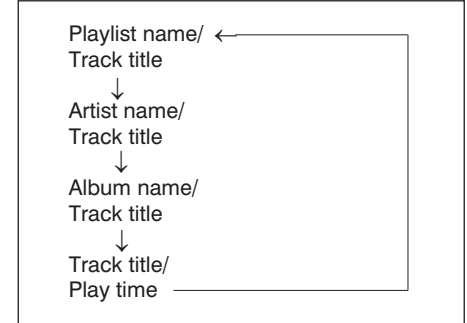 Playlist name/
Track title
Artist name/
Track title
Album name/
Track title
Track title/
Play time